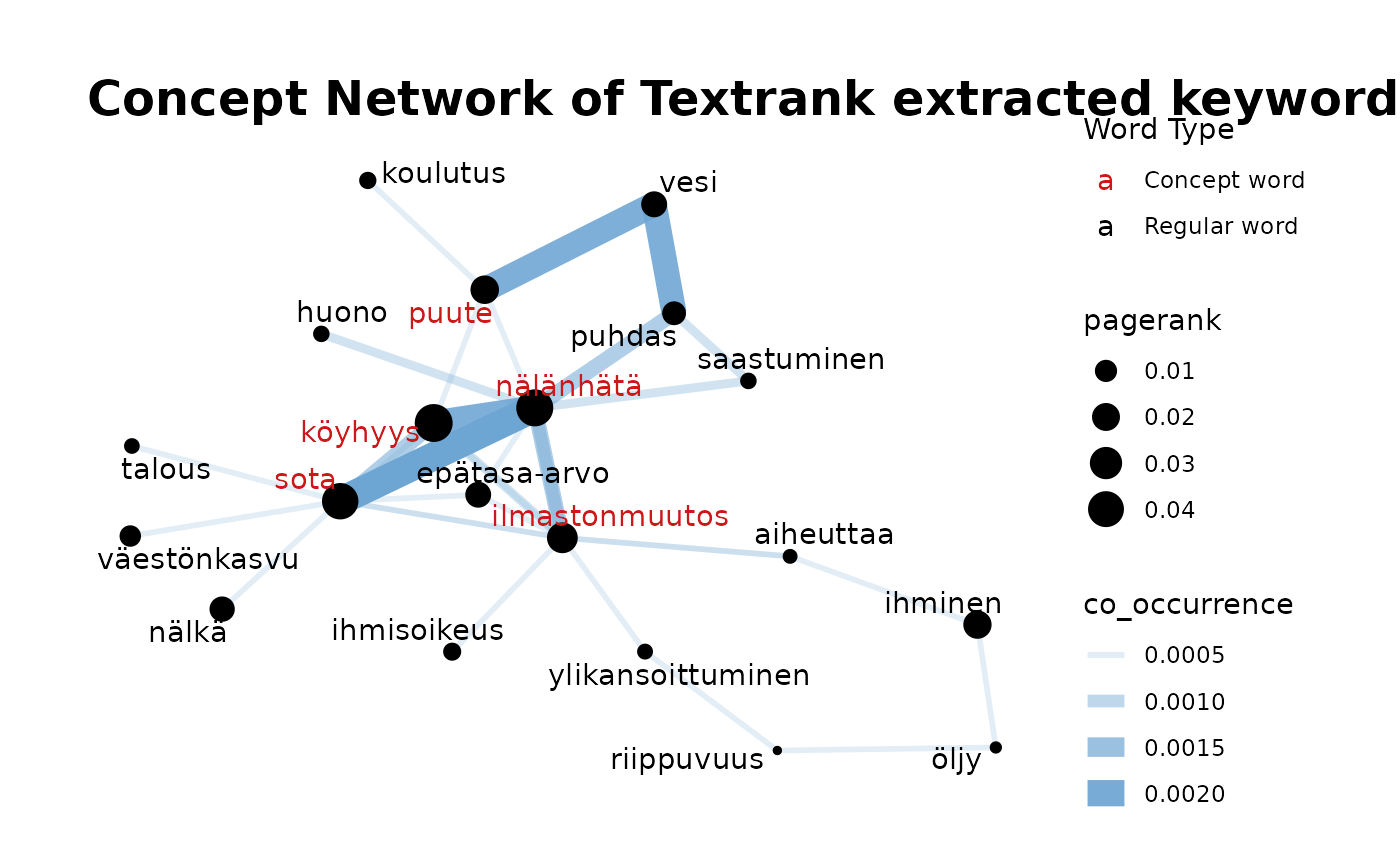 Concept Network of Textrank extracted keyword
Word Type
a Concept word
a Regular word
koulutus
vesi
huono
puute
puhdas
saastuminen
nälänhätä
köyhyys
talous
sota
epätasa-arvo
ilmastonmuutos
aiheuttaa
väestönkasvu
ihminen
nälkä
ihmisoikeus
ylikansoittuminen
riippuvuus
öljy
pagerank
0.01
0.02
0.03
0.04
co_occurrence
0.0005
0.0010
0.0015
0.0020